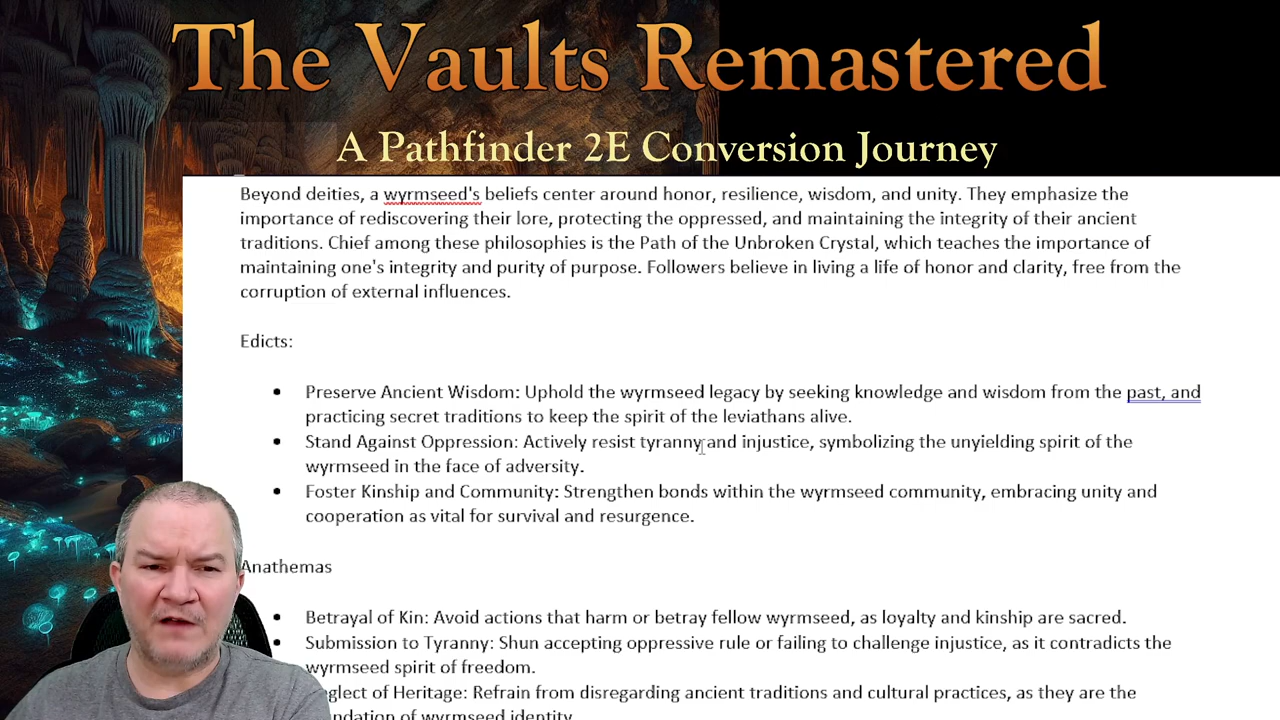 The Vaults Remastered
A Pathfinder 2E Conversion Journey
Beyond deities, a wyrmseed's beliefs center around honor, resilience, wisdom, and unity. They emphasize the
importance of rediscovering their lore, protecting the oppressed, and maintaining the integrity of their ancient
traditions. Chief among these philosophies is the Path of the Unbroken Crystal, which teaches the importance of
maintaining one's integrity and purity of purpose. Followers believe in living a life of honor and clarity, free from the
corruption of external influences.
Edicts:
• Preserve Ancient Wisdom: Uphold the wyrmseed legacy by seeking knowledge and wisdom from the past, and
practicing secret traditions to keep the spirit of the leviathans alive.
• Stand Against Oppression: Actively resist tyranny and injustice, symbolizing the unyielding spirit of the
wyrmseed in the face of adversity.
• Foster Kinship and Community: Strengthen bonds within the wyrmseed community, embracing unity and
cooperation as vital for survival and resurgence.
Anathemas
• Betrayal of Kin: Avoid actions that harm or betray fellow wyrmseed, as loyalty and kinship are sacred.
• Submission to Tyranny: Shun accepting oppressive rule or failing to challenge injustice, as it contradicts the
wyrmseed spirit of freedom.
of Heritage: Refrain from disregarding ancient traditions and cultural practices, as they are the
of wyrmseed identity.